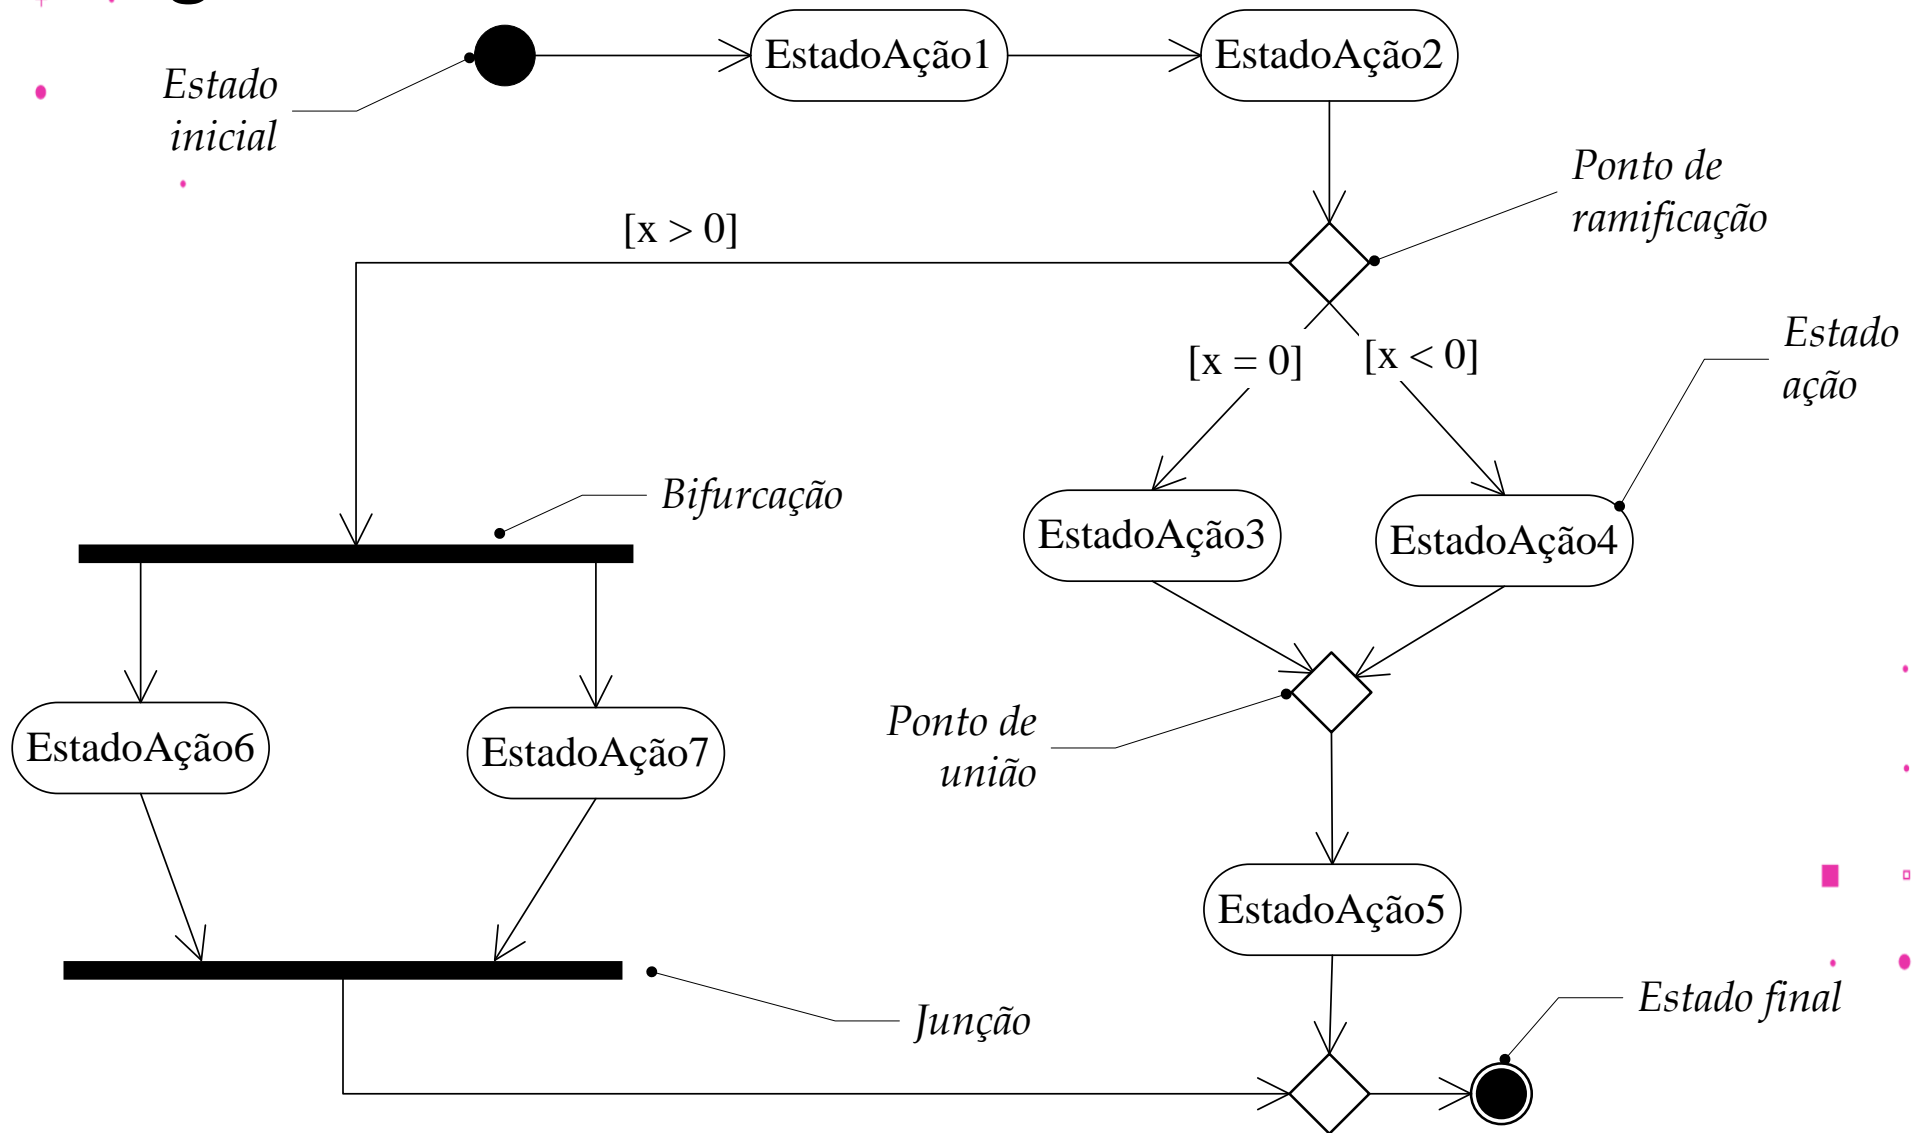 EstadoAção1
EstadoAção2
Estado
inicial
Ponto de
ramificação
[x > 0]
Estado
ação
[x = 0]
[x < 0]
Bifurcação
EstadoAção3
EstadoAção4
EstadoAção6
EstadoAção7
Ponto de
união
EstadoAção5
Estado final
Junção